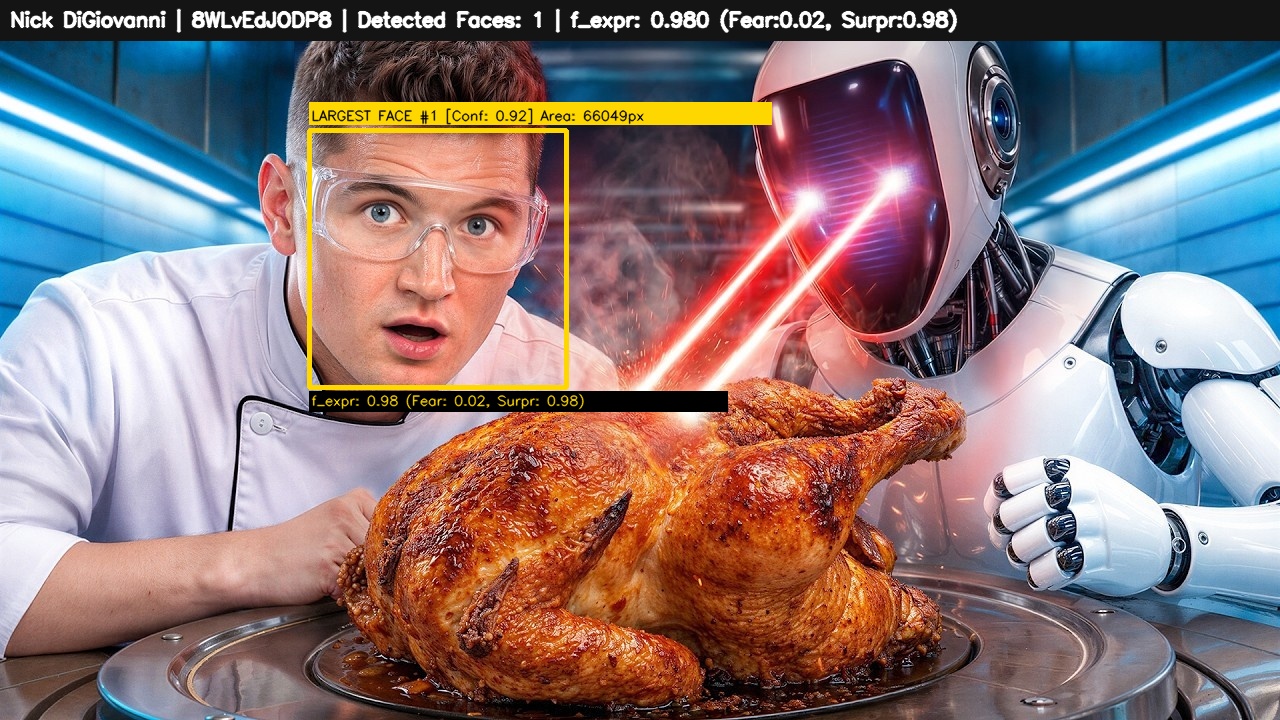 Nick DiGiovanni | 8WLvEdJODP8 | Detected Faces: 1 | f_expr: 0.980 (Fear:0.02, Surpr:0.98)
LARGEST FACE #1 [Conf: 0.92] Area: 66049px
f_expr: 0.98 (Fear: 0.02, Surpr: 0.98)